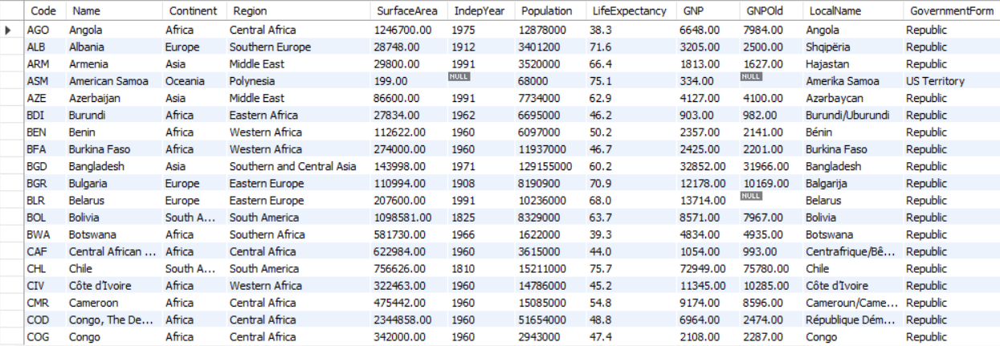 Code Name Continent Region SurfaceArea IndepYear Population LifeExpectancy GNP GNPOld LocalName GovernmentForm
AGO Angola Africa Central Africa 1246700.00 1975 12878000 38.3 6648.00 7984.00 Angola Republic
ALB Albania Europe Southern Europe 28748.00 1912 3401200 71.6 3205.00 2500.00 Shqipëria Republic
ARM Armenia Asia Middle East 29800.00 1991 3520000 66.4 1813.00 1627.00 Hajastan Republic
ASM American Samoa Oceania Polynesia 199.00 NULL 68000 75.1 334.00 NULL Amerika Samoa US Territory
AZE Azerbaijan Asia Middle East 86600.00 1991 7734000 62.9 4127.00 4100.00 Azərbaycan Republic
BDI Burundi Africa Eastern Africa 27834.00 1962 6695000 46.2 903.00 982.00 Burundi/Uburundi Republic
BEN Benin Africa Western Africa 112622.00 1960 6097000 50.2 2357.00 2141.00 Bénin Republic
BFA Burkina Faso Africa Western Africa 274000.00 1960 11937000 46.7 2425.00 2201.00 Burkina Faso Republic
BGD Bangladesh Asia Southern and Central Asia 143998.00 1971 129155000 60.2 32852.00 31966.00 Bangladesh Republic
BGR Bulgaria Europe Eastern Europe 110994.00 1908 8190900 70.9 12178.00 10169.00 Balgarija Republic
BLR Belarus Europe Eastern Europe 207600.00 1991 10236000 68.0 13714.00 NULL Belarus Republic
BOL Bolivia South A... South America 1098581.00 1825 8329000 63.7 8571.00 7967.00 Bolivia Republic
BWA Botswana Africa Southern Africa 581730.00 1966 1622000 39.3 4834.00 4935.00 Botswana Republic
CAF Central African ... Africa Central Africa 622984.00 1960 3615000 44.0 1054.00 993.00 Centrafrique/Bê... Republic
CHL Chile South A... South America 756626.00 1810 15211000 75.7 72949.00 75780.00 Chile Republic
CIV Côte d'Ivoire Africa Western Africa 322463.00 1960 14786000 45.2 11345.00 10285.00 Côte d'Ivoire Republic
CMR Cameroon Africa Central Africa 475442.00 1960 15085000 54.8 9174.00 8596.00 Cameroun/Came... Republic
COD Congo, The De... Africa Central Africa 2344858.00 1960 51654000 48.8 6964.00 2474.00 République Dém... Republic
COG Congo Africa Central Africa 342000.00 1960 2943000 47.4 2108.00 2287.00 Congo Republic